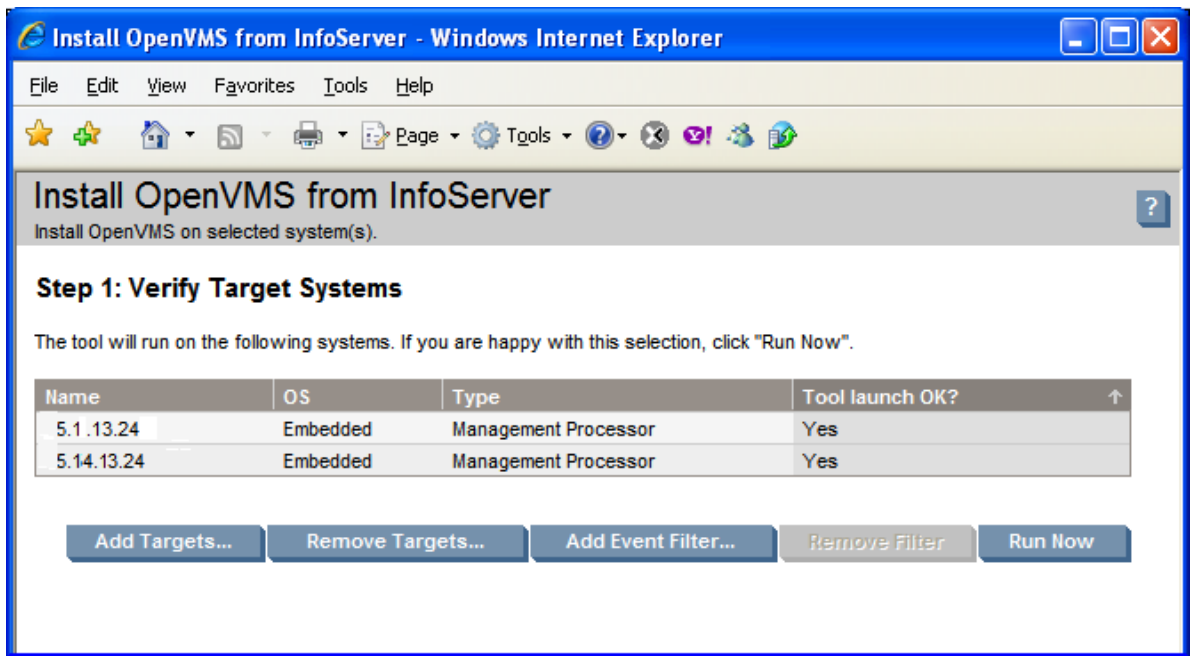 Install OpenVMS from InfoServer - Windows Internet Explorer
File Edit View Favorites Tools Help
Page Tools
Install OpenVMS from InfoServer
?
Install OpenVMS on selected system(s).
Step 1: Verify Target Systems
The tool will run on the following systems. If you are happy with this selection, click "Run Now".
Name OS Type Tool launch OK?
5.1 .13.24 Embedded Management Processor Yes
5.14.13.24 Embedded Management Processor Yes
Add Targets... Remove Targets... Add Event Filter... Remove Filter Run Now